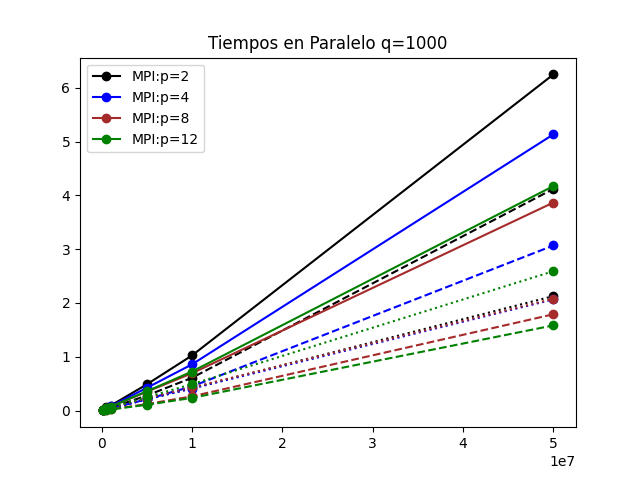 Tiempos en Paralelo q=1000
MPI:p=2
MPI:p=4
MPI:p=8
MPI:p=12
6
5
4
3
2
1
0
0 1 2 3 4 5
1e7